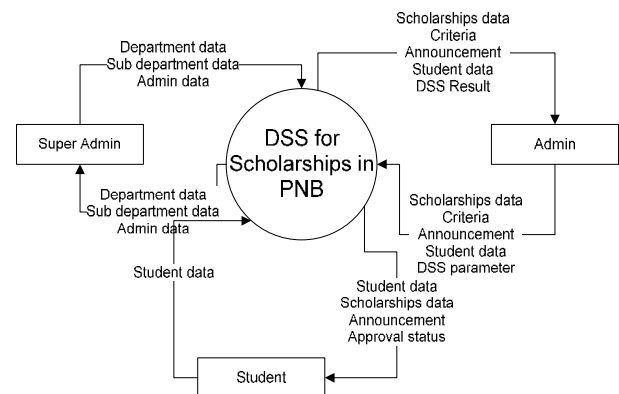 Scholarships data
Criteria
Announcement
Student data
DSS Result
Department data
Sub department data
Admin data
Super Admin
DSS for
Scholarships in
PNB
Admin
Department data
Sub department data
Admin data
Scholarships data
Criteria
Announcement
Student data
DSS parameter
Student data
Student data
Scholarships data
Announcement
Approval status
Student